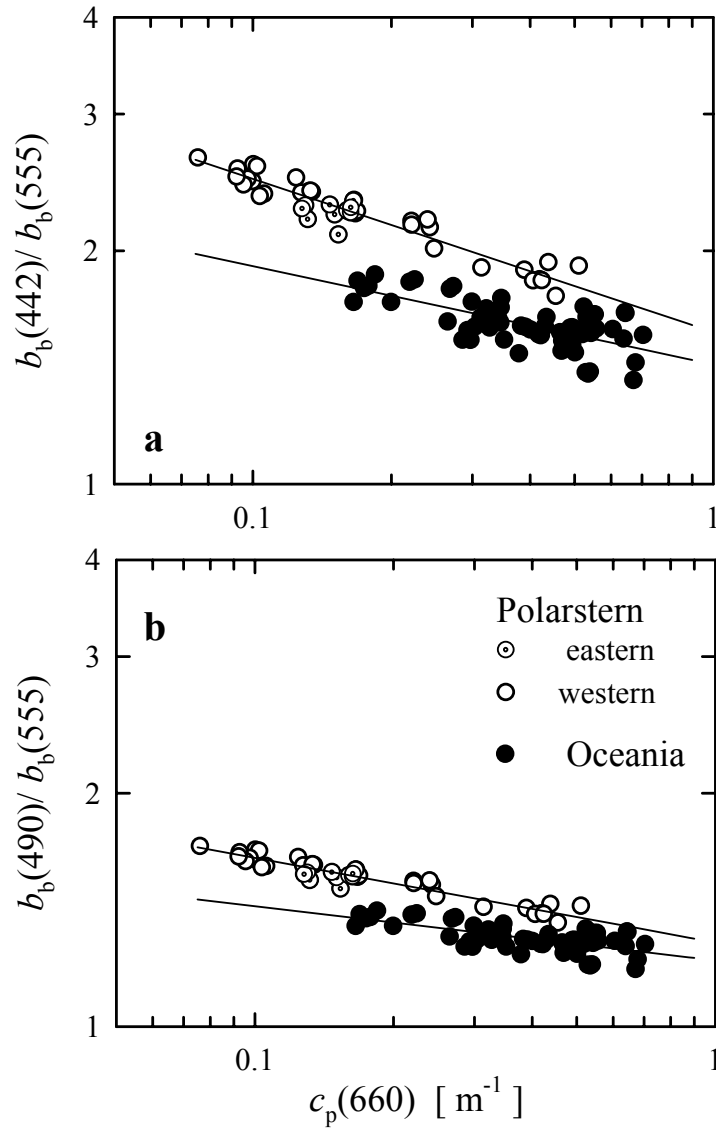 4
3
2
1
b_b(442)/ b_b(555)
a
0.1
1
4
3
2
1
b_b(490)/ b_b(555)
b
Polarstern
eastern
western
Oceania
0.1
1
c_p(660) [ m⁻¹ ]